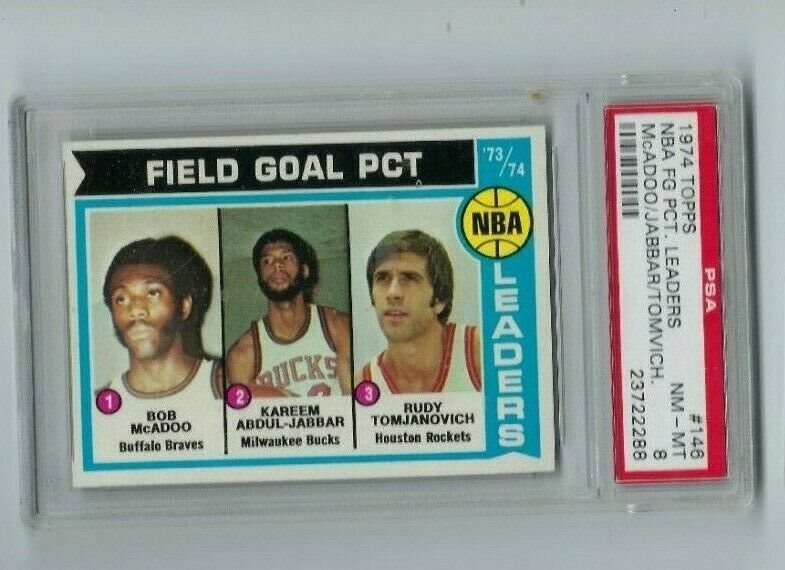 FIELD GOAL PCT
'73/74
NBA
LEADERS
1
BOB
McADOO
Buffalo Braves
2
KAREEM
ABDUL-JABBAR
Milwaukee Bucks
3
RUDY
TOMJANOVICH
Houston Rockets
BUCKS
PSA
1974 TOPPS #146
NBA FG PCT. LEADERS NM - MT
McADOO/JABBAR/TOMVICH. 8
23722288